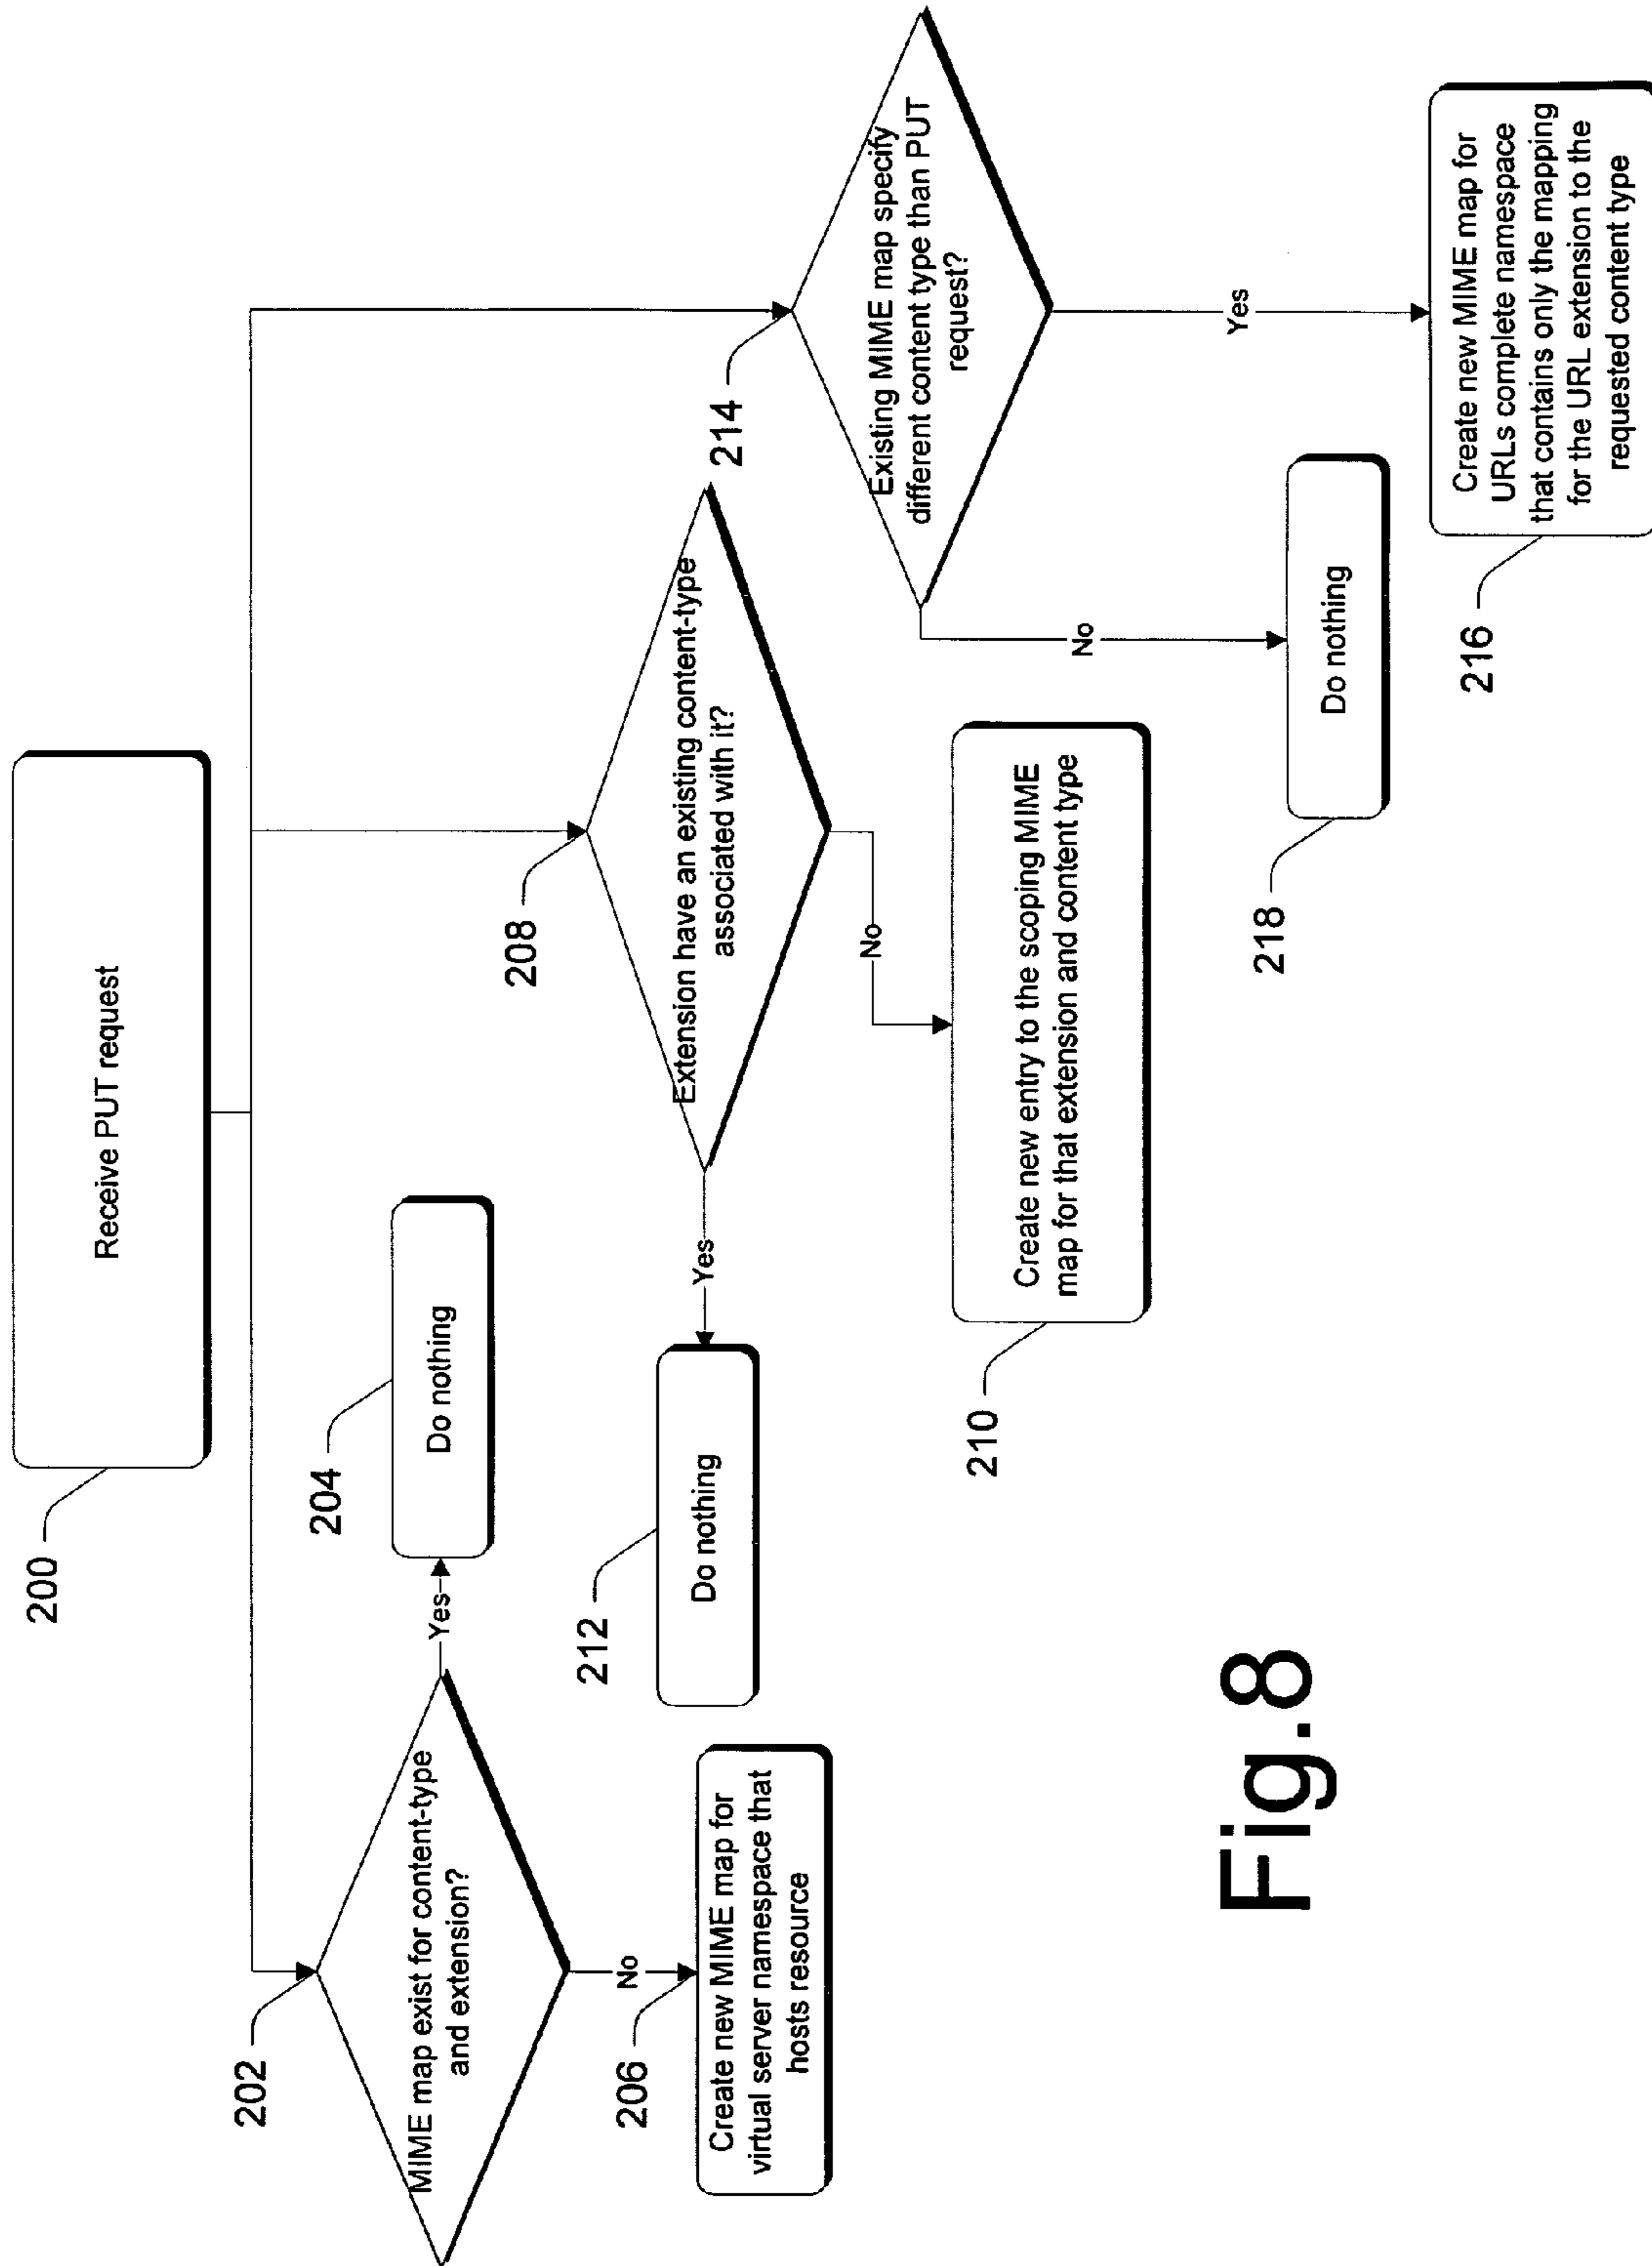 200
Receive PUT request
202
MIME map exist for content-type
and extension?
Yes
204
Do nothing
No
206
Create new MIME map for
virtual server namespace that
hosts resource
208
Extension have an existing content-type
associated with it?
Yes
212
Do nothing
No
210
Create new entry to the scoping MIME
map for that extension and content type
214
Existing MIME map specify
different content type than PUT
request?
No
218
Do nothing
Yes
216
Create new MIME map for
URLs complete namespace
that contains only the mapping
for the URL extension to the
requested content type
Fig.8